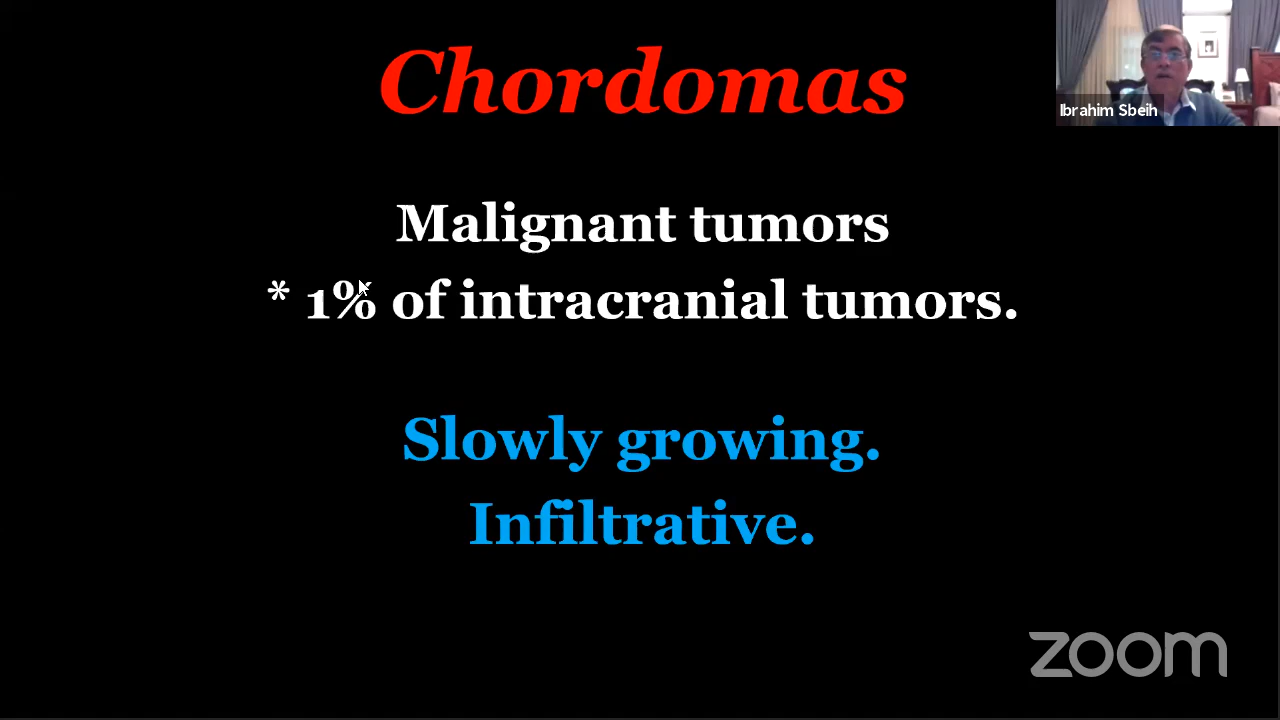 Chordomas
Ibrahim Sbeih
Malignant tumors
* 1% of intracranial tumors.
Slowly growing.
Infiltrative.
zoom